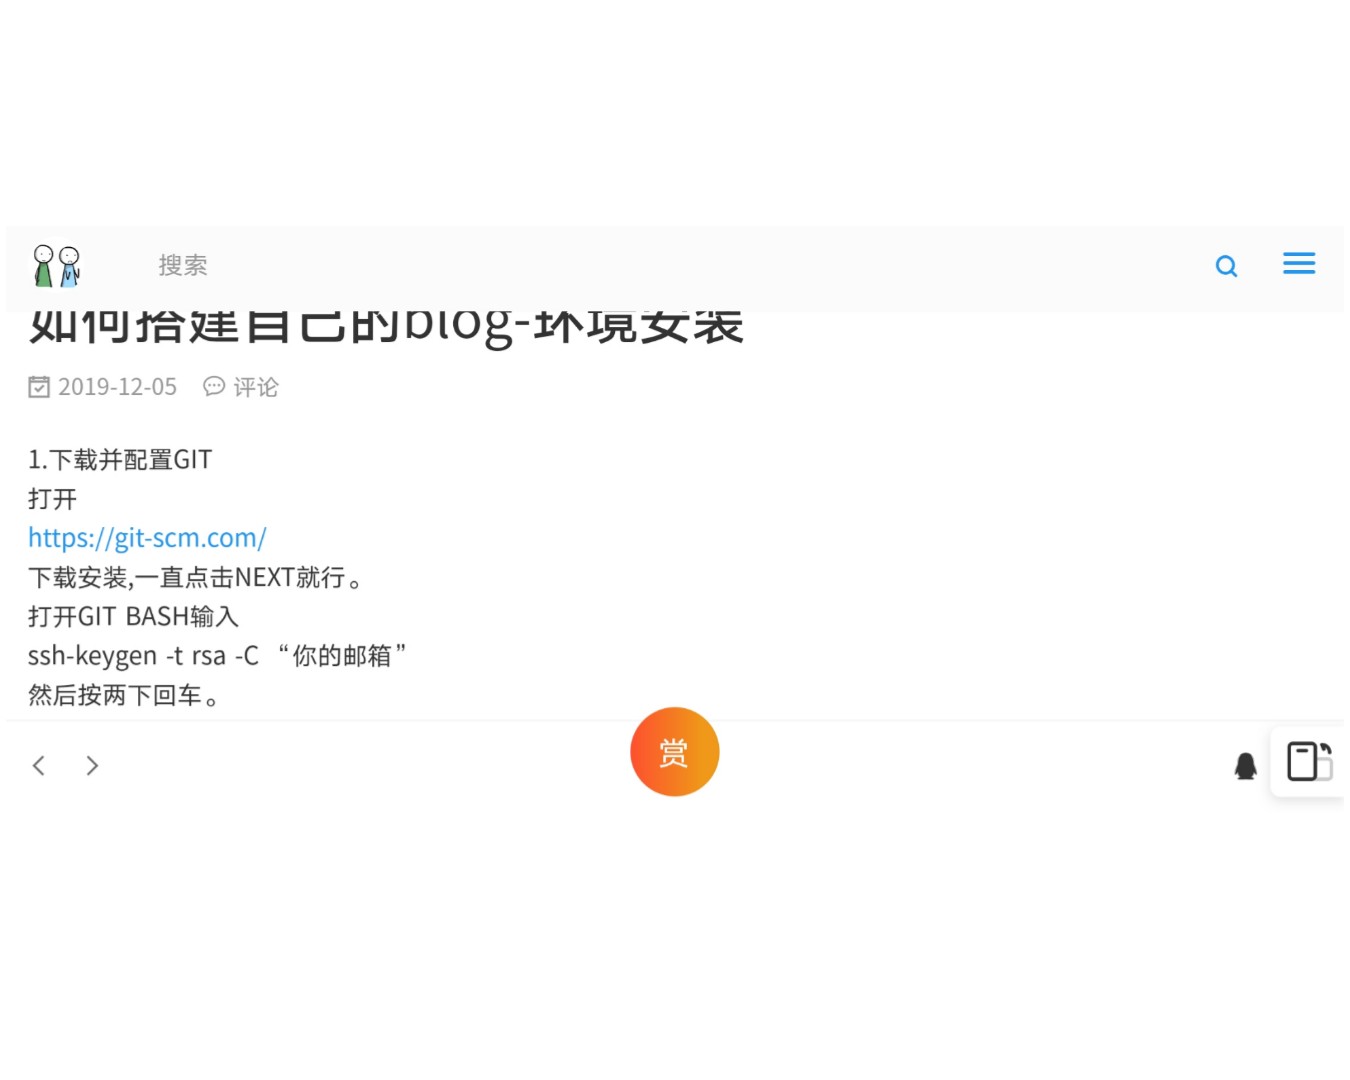 搜索
如何搭建自己的blog-环境安装
2019-12-05 评论
1.下载并配置GIT
打开
https://git-scm.com/
下载安装,一直点击NEXT就行。
打开GIT BASH输入
ssh-keygen -t rsa -C “你的邮箱”
然后按两下回车。
赏